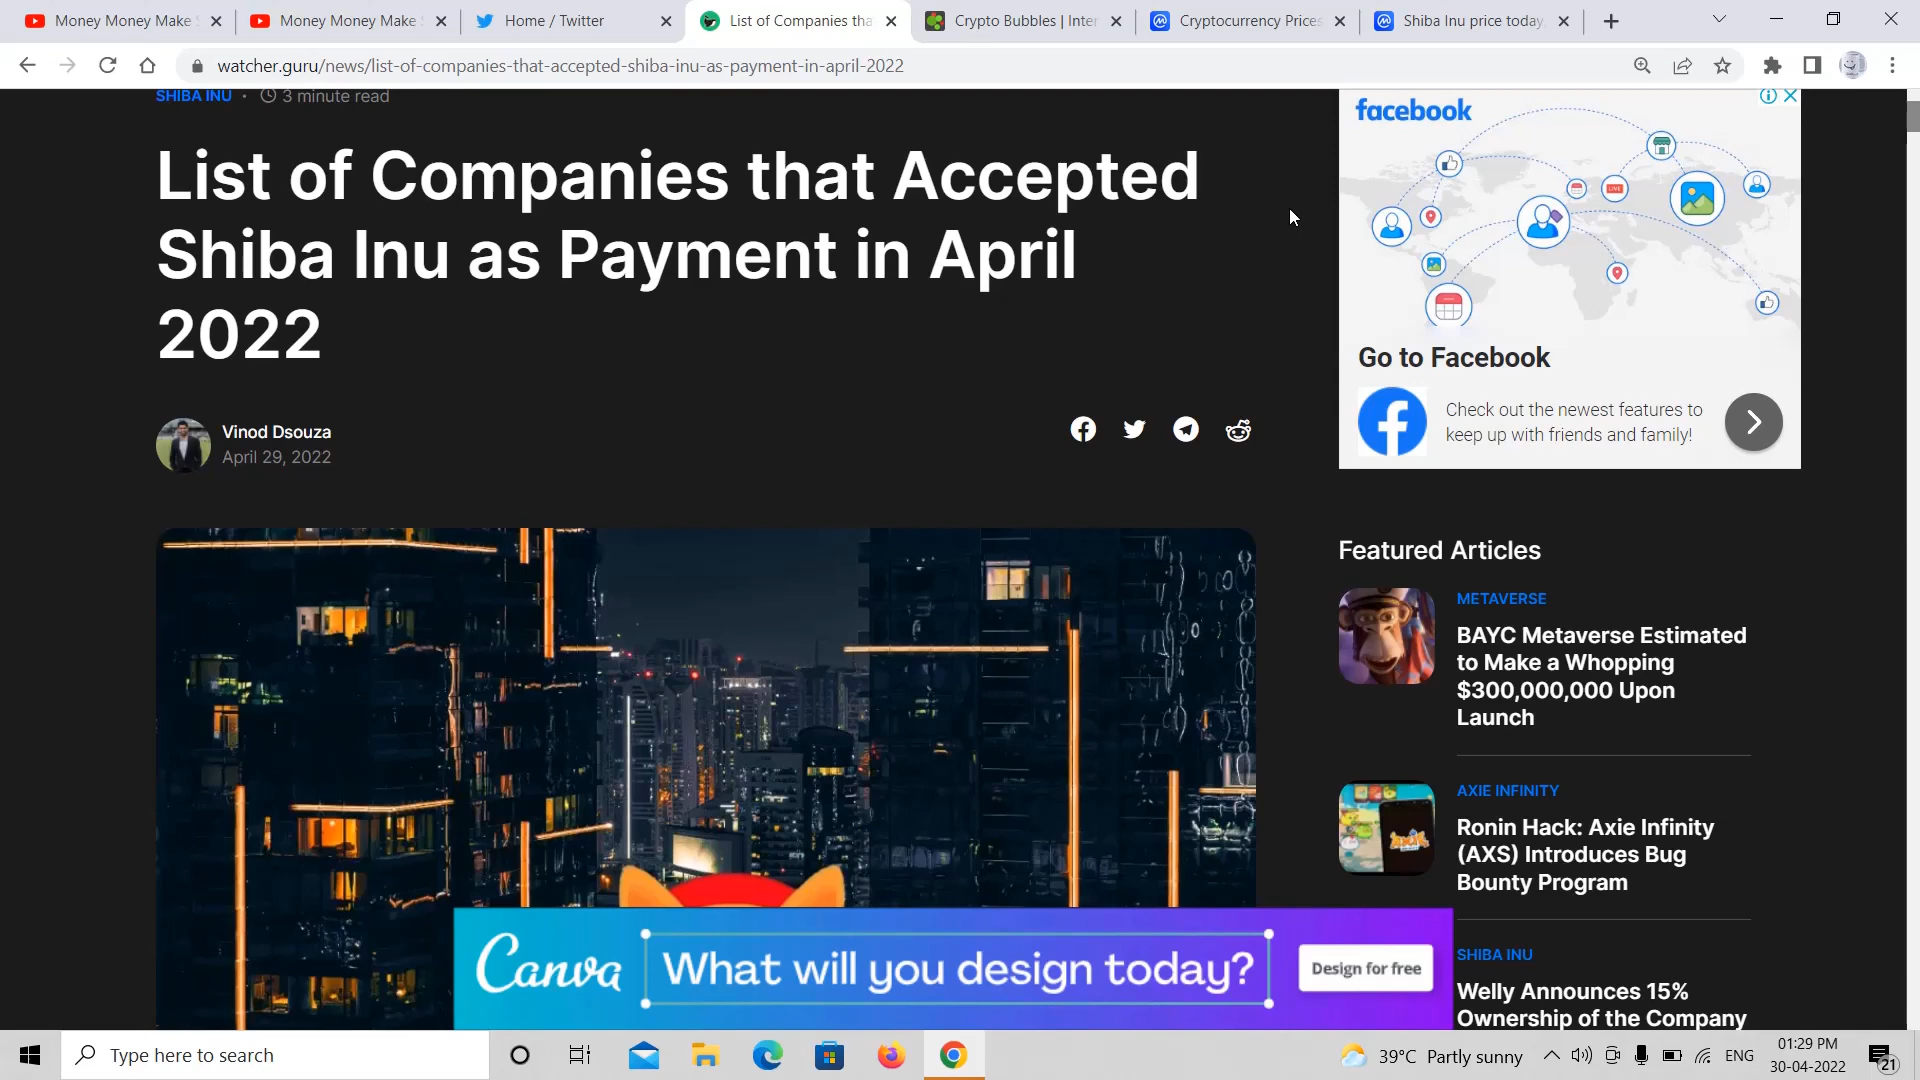 Money Money Make
Money Money Make
Home / Twitter
List of Companies tha
Crypto Bubbles | Inter
Cryptocurrency Prices
Shiba Inu price today
watcher.guru/news/list-of-companies-that-accepted-shiba-inu-as-payment-in-april-2022
SHIBA INU · 3 minute read
List of Companies that Accepted
Shiba Inu as Payment in April
2022
Vinod Dsouza
April 29, 2022
facebook
LIVE
Go to Facebook
Check out the newest features to
keep up with friends and family!
Featured Articles
METAVERSE
BAYC Metaverse Estimated
to Make a Whopping
$300,000,000 Upon
Launch
AXIE INFINITY
Ronin Hack: Axie Infinity
(AXS) Introduces Bug
Bounty Program
SHIBA INU
Welly Announces 15%
Ownership of the Company
Canva
What will you design today?
Design for free
Type here to search
39°C Partly sunny
ENG
01:29 PM
30-04-2022
21